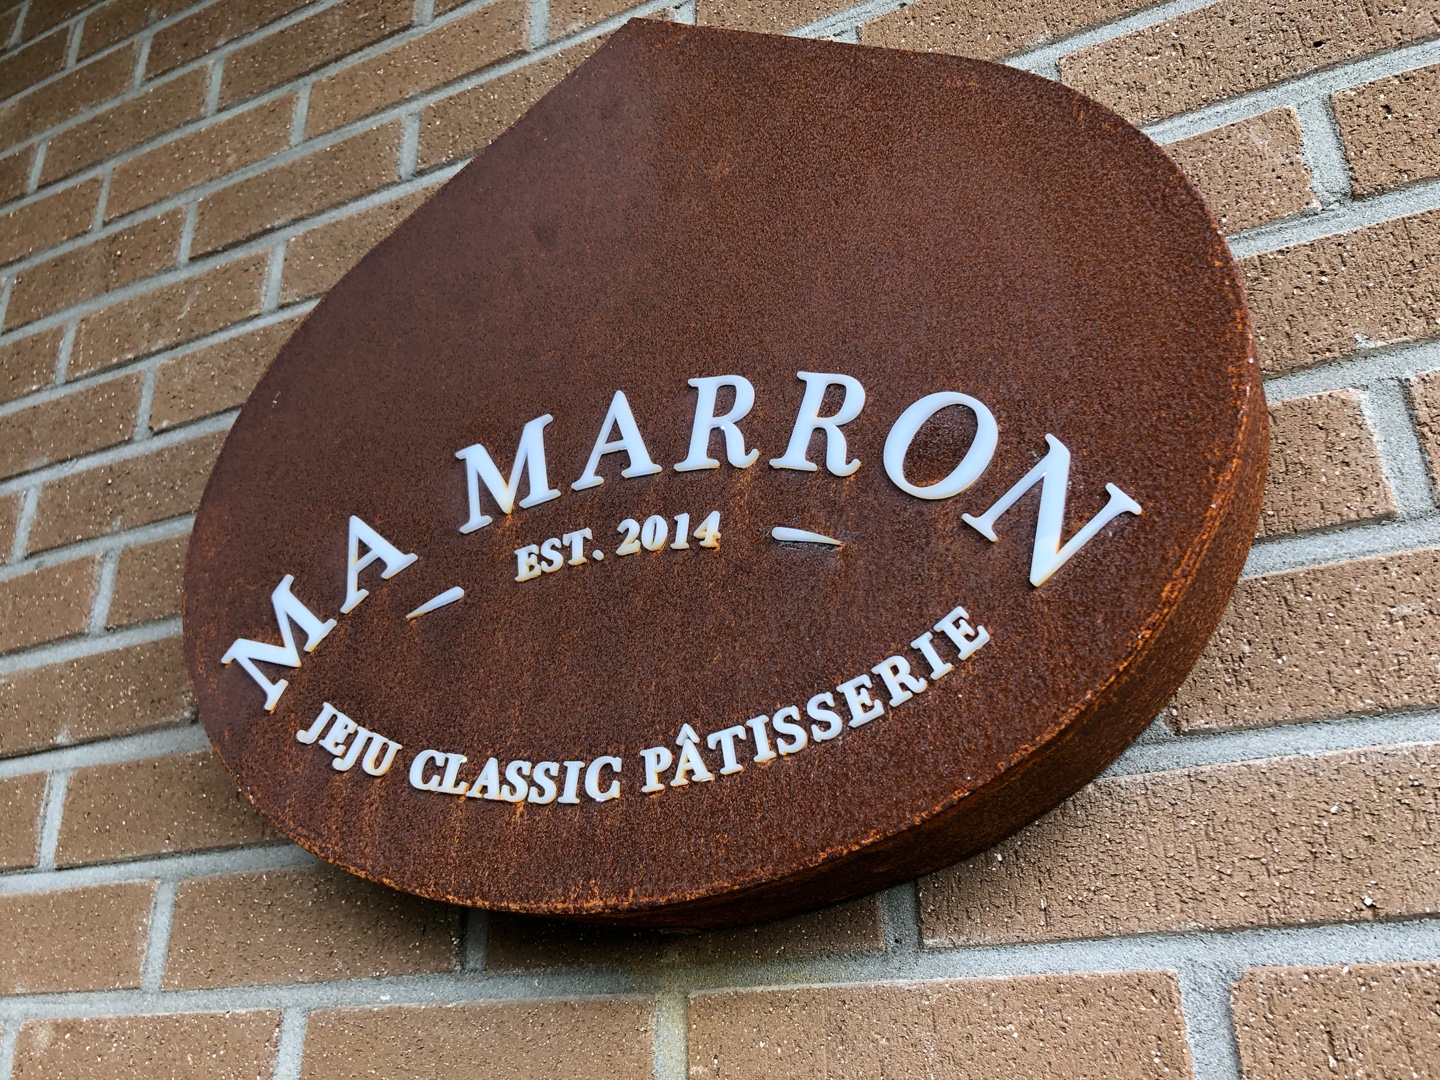 MA MARRON
EST. 2014
JEJU CLASSIC PÂTISSERIE